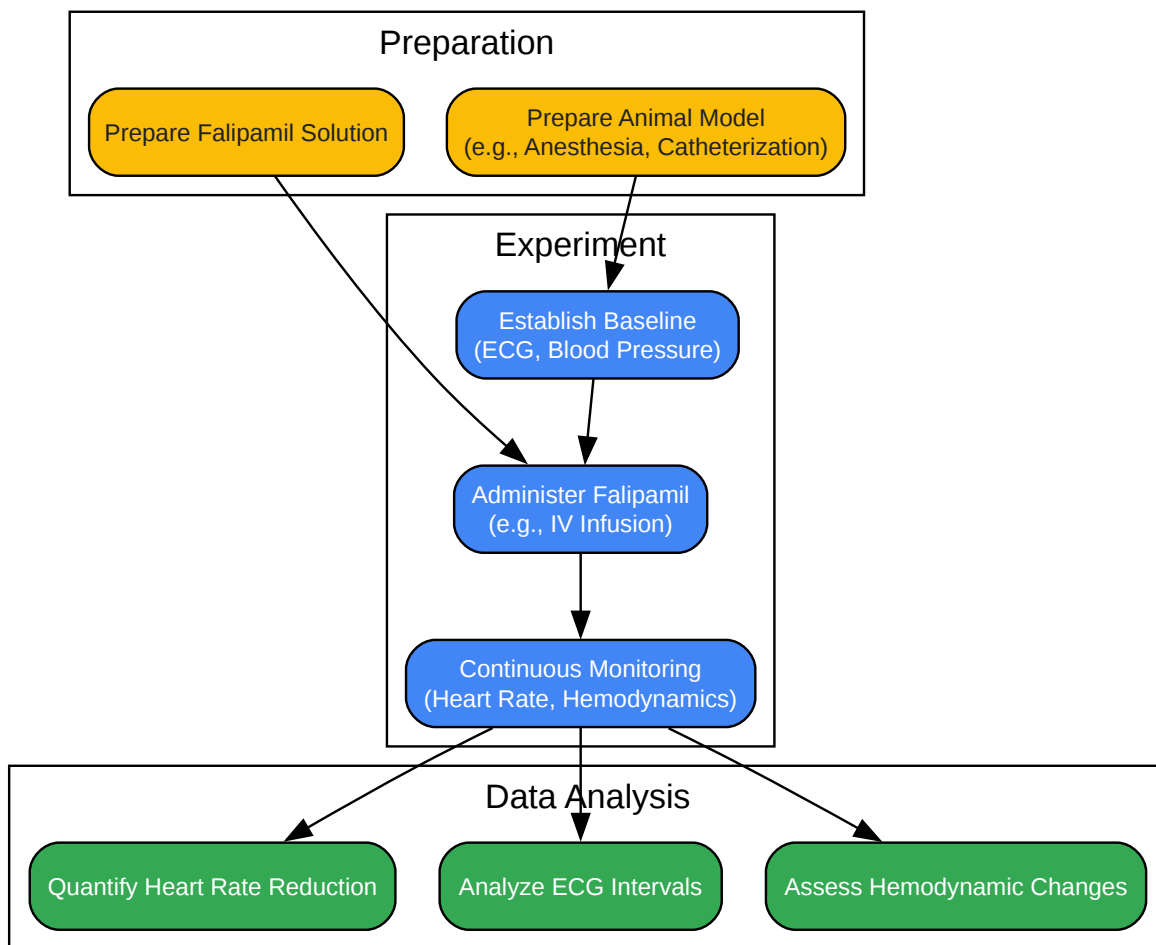 Preparation
Prepare Falipamil Solution
Prepare Animal Model
(e.g., Anesthesia, Catheterization)
Experiment
Establish Baseline
(ECG, Blood Pressure)
Administer Falipamil
(e.g., IV Infusion)
Continuous Monitoring
(Heart Rate, Hemodynamics)
Data Analysis
Quantify Heart Rate Reduction
Analyze ECG Intervals
Assess Hemodynamic Changes